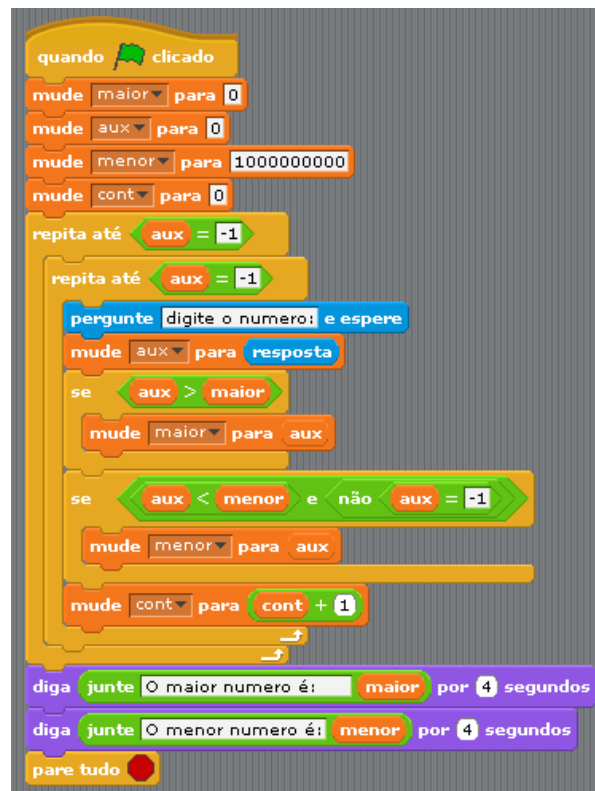 quando clicado
mude maior para 0
mude aux para 0
mude menor para 1000000000
mude cont para 0
repita até aux = -1
repita até aux = -1
pergunte digite o numero: e espere
mude aux para resposta
se aux > maior
mude maior para aux
se aux < menor e não aux = -1
mude menor para aux
mude cont para cont + 1
diga junte O maior numero é: maior por 4 segundos
diga junte O menor numero é: menor por 4 segundos
pare tudo